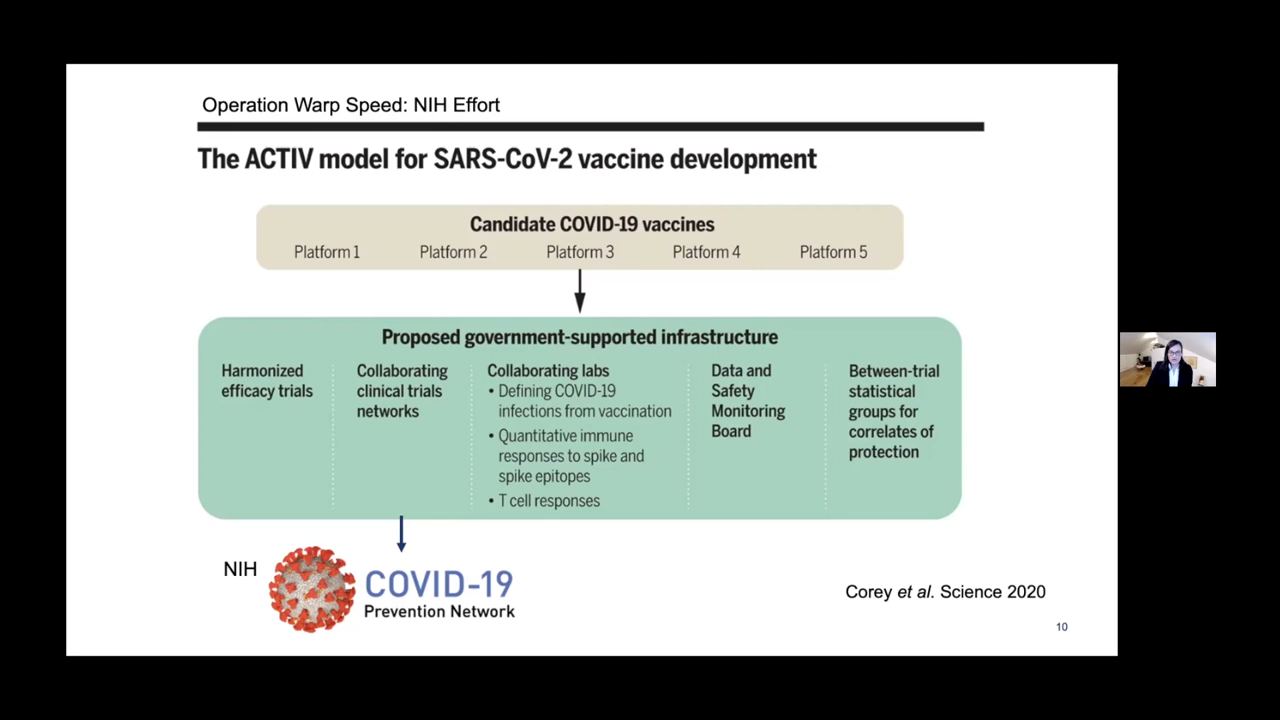 Operation Warp Speed: NIH Effort
The ACTIV model for SARS-CoV-2 vaccine development
Candidate COVID-19 vaccines
Platform 1 Platform 2 Platform 3 Platform 4 Platform 5
Proposed government-supported infrastructure
Harmonized
efficacy trials
Collaborating
clinical trials
networks
Collaborating labs
• Defining COVID-19
infections from vaccination
• Quantitative immune
responses to spike and
spike epitopes
• T cell responses
Data and
Safety
Monitoring
Board
Between-trial
statistical
groups for
correlates of
protection
NIH
COVID-19
Prevention Network
Corey et al. Science 2020
10